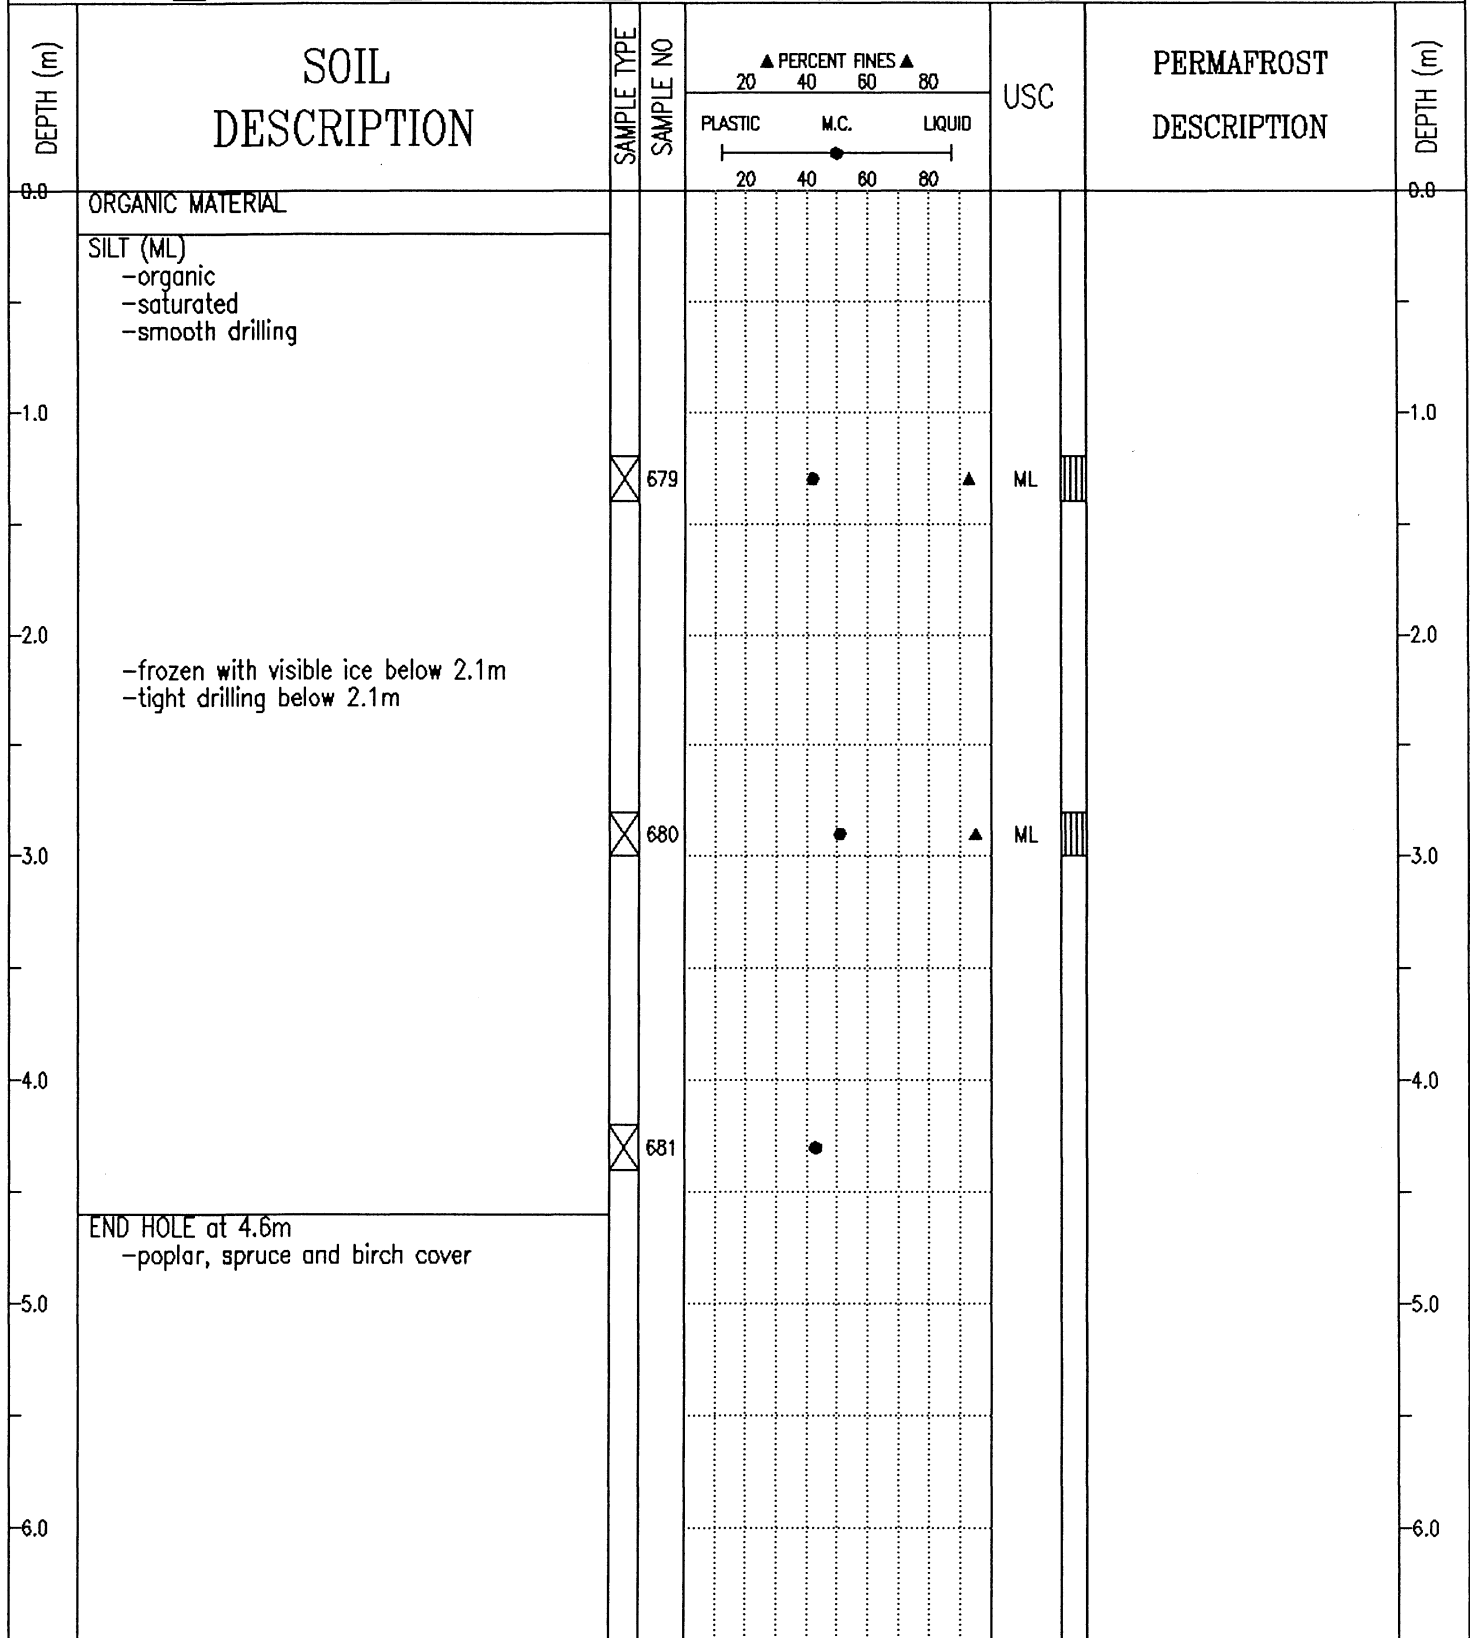 DEPTH (m)
SOIL
DESCRIPTION
SAMPLE TYPE
SAMPLE NO
▲ PERCENT FINES ▲
20 40 60 80
PLASTIC M.C. LIQUID
20 40 60 80
USC
PERMAFROST
DESCRIPTION
DEPTH (m)
0.0 0.0
ORGANIC MATERIAL
SILT (ML)
-organic
-saturated
-smooth drilling
1.0 1.0
679 ML
2.0 2.0
-frozen with visible ice below 2.1m
-tight drilling below 2.1m
680 ML
3.0 3.0
4.0 4.0
681
END HOLE at 4.6m
-poplar, spruce and birch cover
5.0 5.0
6.0 6.0